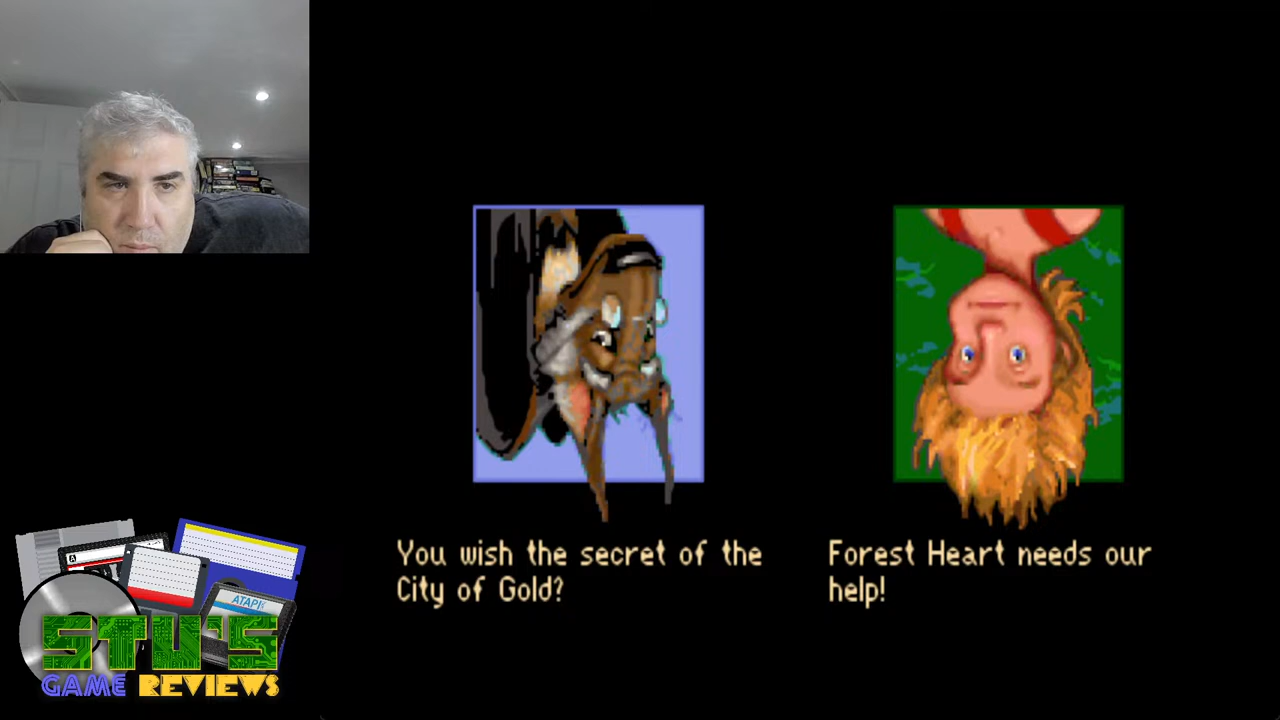 You wish the secret of the
City of Gold?
Forest Heart needs our
help!
A
ATARI
STU'S
GAME REVIEWS